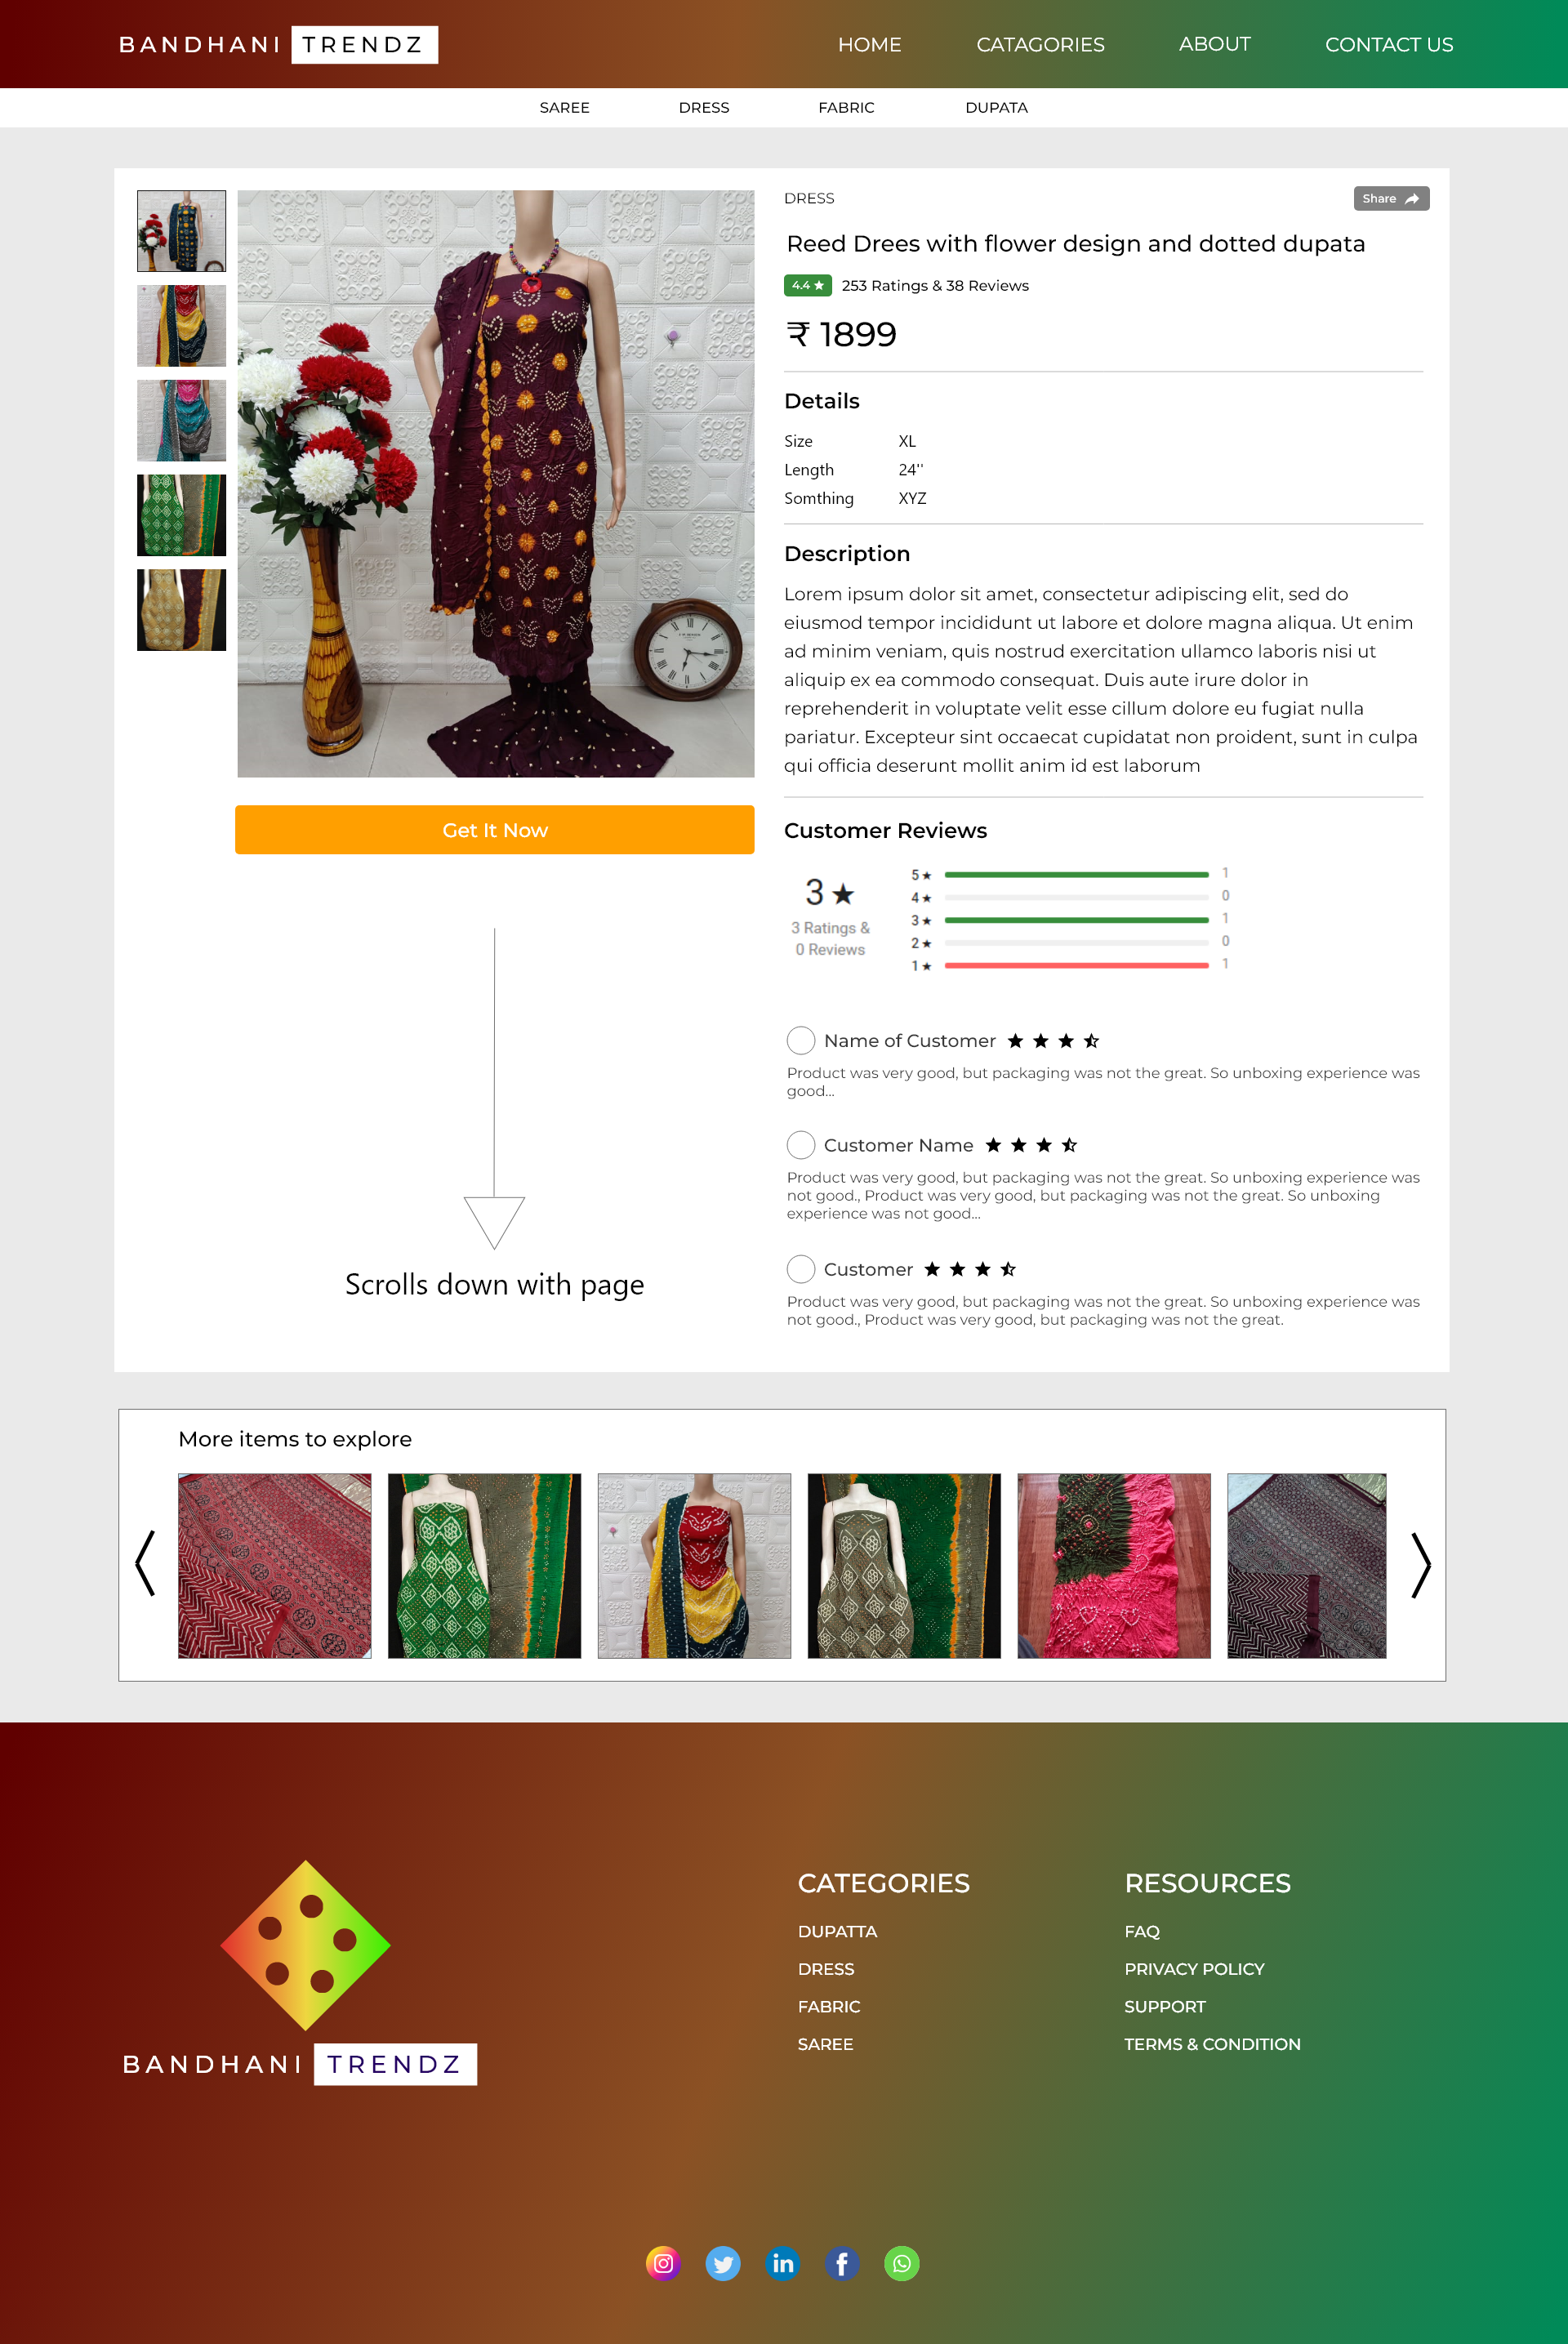 BANDHANI TRENDZ
HOME CATAGORIES ABOUT CONTACT US
SAREE DRESS FABRIC DUPATA
DRESS
Share
Reed Drees with flower design and dotted dupata
4.4 ★ 253 Ratings & 38 Reviews
₹ 1899
Details
Size XL
Length 24''
Somthing XYZ
Description
Lorem ipsum dolor sit amet, consectetur adipiscing elit, sed do
eiusmod tempor incididunt ut labore et dolore magna aliqua. Ut enim
ad minim veniam, quis nostrud exercitation ullamco laboris nisi ut
aliquip ex ea commodo consequat. Duis aute irure dolor in
reprehenderit in voluptate velit esse cillum dolore eu fugiat nulla
pariatur. Excepteur sint occaecat cupidatat non proident, sunt in culpa
qui officia deserunt mollit anim id est laborum
Get It Now
Scrolls down with page
Customer Reviews
3 ★
3 Ratings &
0 Reviews
5 ★ 1
4 ★ 0
3 ★ 1
2 ★ 0
1 ★ 1
Name of Customer
Product was very good, but packaging was not the great. So unboxing experience was
good...
Customer Name
Product was very good, but packaging was not the great. So unboxing experience was
not good., Product was very good, but packaging was not the great. So unboxing
experience was not good...
Customer
Product was very good, but packaging was not the great. So unboxing experience was
not good., Product was very good, but packaging was not the great.
More items to explore
BANDHANI TRENDZ
CATEGORIES
DUPATTA
DRESS
FABRIC
SAREE
RESOURCES
FAQ
PRIVACY POLICY
SUPPORT
TERMS & CONDITION